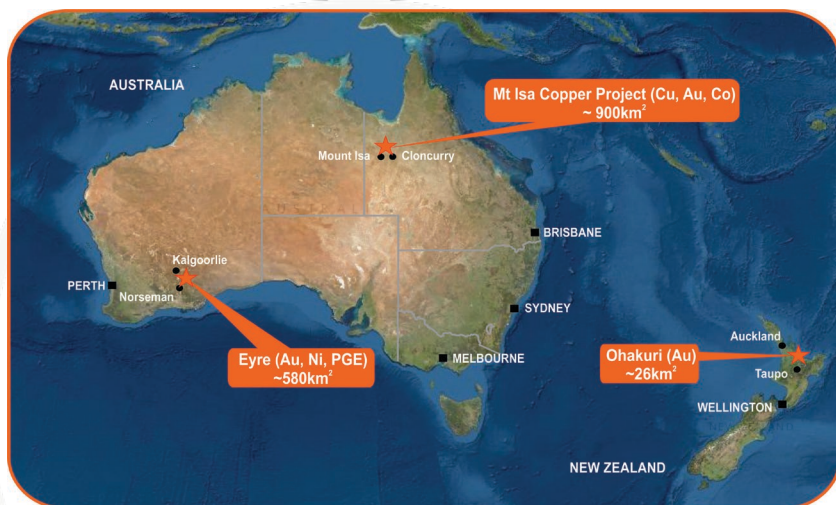 AUSTRALIA
Mt Isa Copper Project (Cu, Au, Co)
~ 900km²
Mount Isa
Cloncurry
BRISBANE
Kalgoorlie
PERTH
Norseman
SYDNEY
Auckland
Eyre (Au, Ni, PGE)
~580km²
MELBOURNE
Ohakuri (Au)
~26km²
Taupo
WELLINGTON
NEW ZEALAND